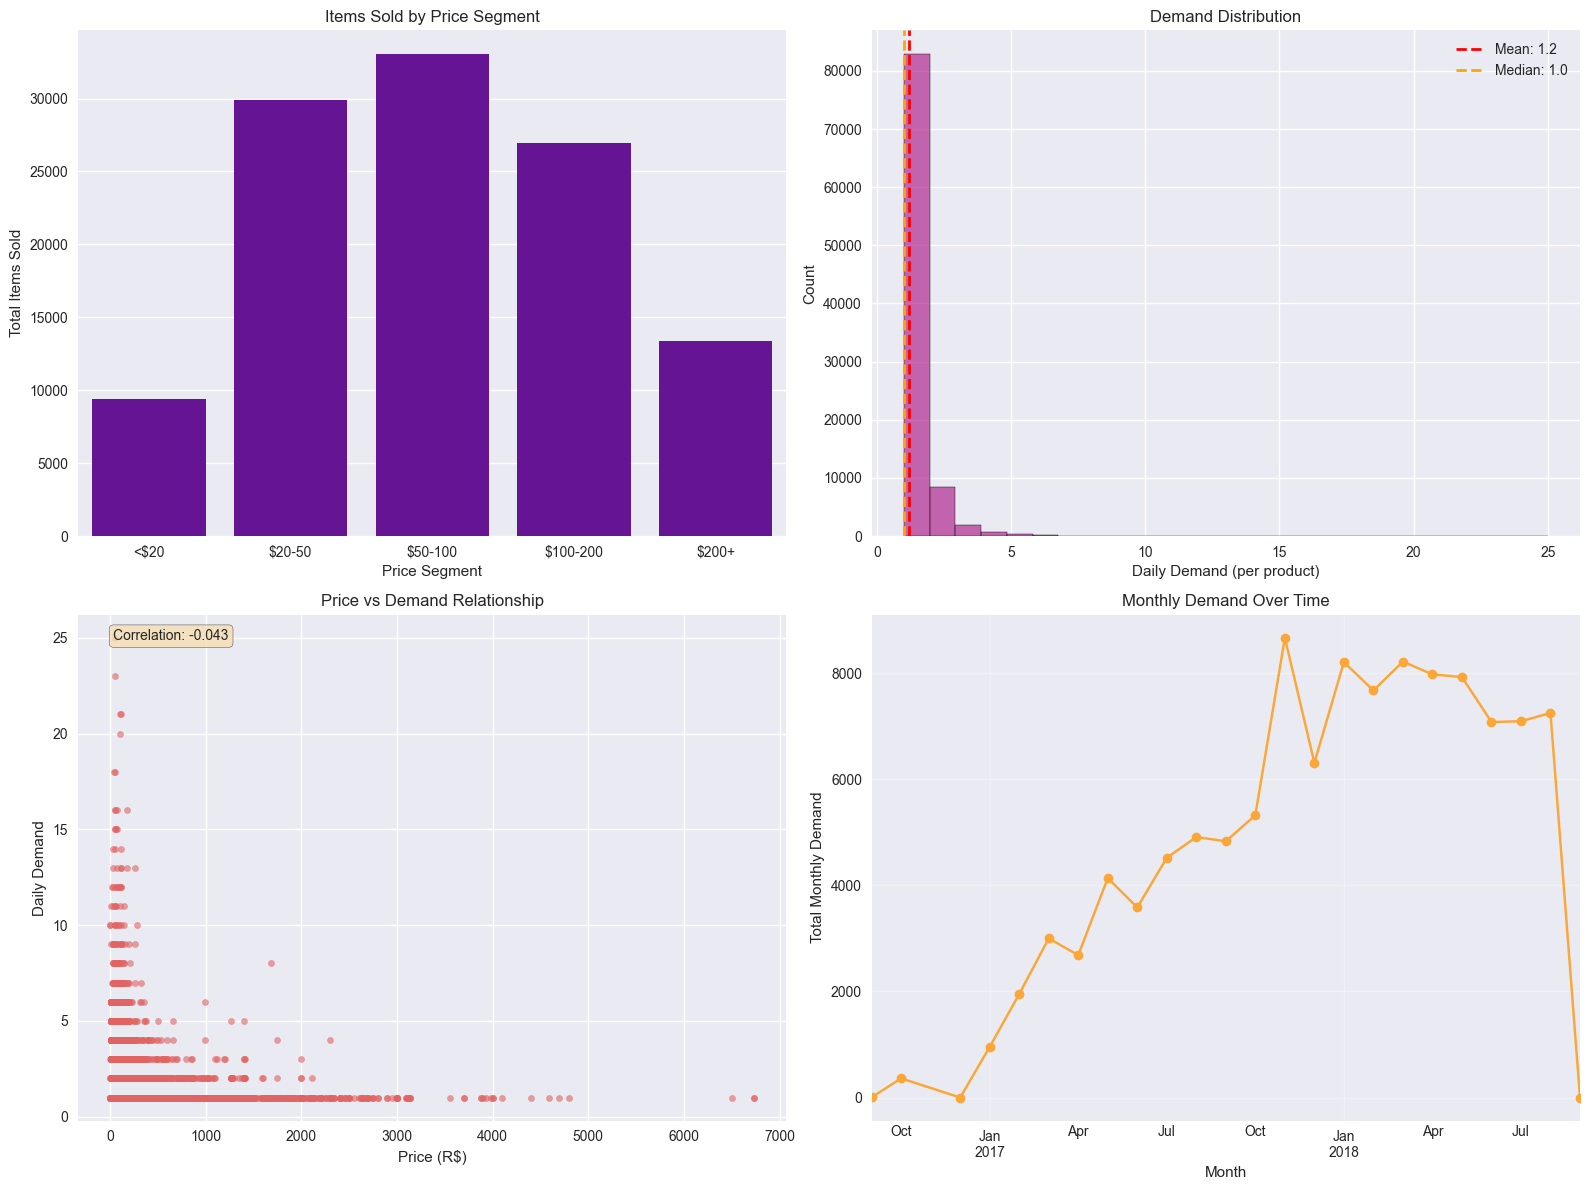 Items Sold by Price Segment
Total Items Sold
30000
25000
20000
15000
10000
5000
0
<$20
$20-50
$50-100
$100-200
$200+
Price Segment
Demand Distribution
Mean: 1.2
Median: 1.0
Count
80000
70000
60000
50000
40000
30000
20000
10000
0
0
5
10
15
20
25
Daily Demand (per product)
Price vs Demand Relationship
Correlation: -0.043
Daily Demand
25
20
15
10
5
0
0
1000
2000
3000
4000
5000
6000
7000
Price (R$)
Monthly Demand Over Time
Total Monthly Demand
8000
6000
4000
2000
0
Oct
Jan
2017
Apr
Jul
Oct
Jan
2018
Apr
Jul
Month